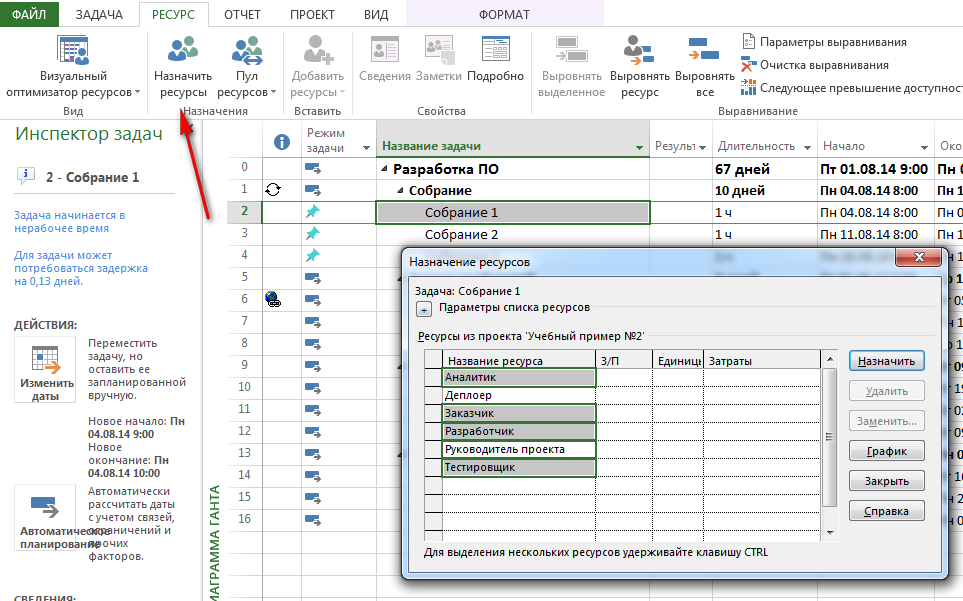 ФАЙЛ ЗАДАЧА РЕСУРС ОТЧЕТ ПРОЕКТ ВИД ФОРМАТ
Визуальный
оптимизатор ресурсов
Вид
Назначить
ресурсы
Пул
ресурсов
Назначения
Добавить
ресурсы
Вставить
Сведения Заметки Подробно
Свойства
Выровнять
выделенное
Выровнять
ресурс
Выровнять
все
Параметры выравнивания
Очистка выравнивания
Следующее превышение доступнос
Выравнивание
Инспектор задач
2 - Собрание 1
Задача начинается в
нерабочее время
Для задачи может
потребоваться задержка
на 0,13 дней.
ДЕЙСТВИЯ:
Изменить
даты
Переместить
задачу, но
оставить ее
запланированной
вручную.
Новое начало: Пн
04.08.14 9:00
Новое
окончание: Пн
04.08.14 10:00
Автоматическое
планирование
Автоматически
рассчитать даты
с учетом связей,
ограничений и
прочих
факторов.
СВЕДЕНИЯ:
ИАГРАММА ГАНТА
Режим
задачи
Название задачи Результ Длительность Начало Око
0 Разработка ПО 67 дней Пт 01.08.14 9:00 Пн
1 Собрание 10 дней Пн 04.08.14 8:00 Пн
2 Собрание 1 1 ч Пн 04.08.14 8:00 Пн
3 Собрание 2 1 ч Пн 11.08.14 8:00 Пн
4
5
6
7
8
9
10
11
12
13
14
15
16
Назначение ресурсов
Задача: Собрание 1
+ Параметры списка ресурсов
Ресурсы из проекта 'Учебный пример №2'
Название ресурса З/П Единиць Затраты
Аналитик
Деплоер
Заказчик
Разработчик
Руководитель проекта
Тестировщик
Назначить
Удалить
Заменить...
График
Закрыть
Справка
Для выделения нескольких ресурсов удерживайте клавишу CTRL